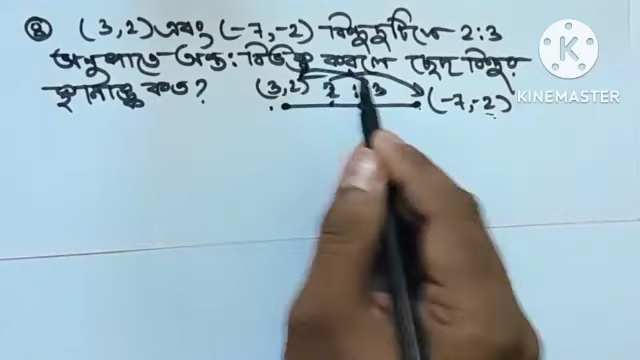 ④ (3,2) এবং (-7,-2) বিন্দুদুটিকে 2:3
অনুপাতে অন্ত:বিভক্ত করলে ছেদ বিন্দুর
স্থানাঙ্ক কত? (3,2) 2 : 3 (-7,-2)
KINEMASTER